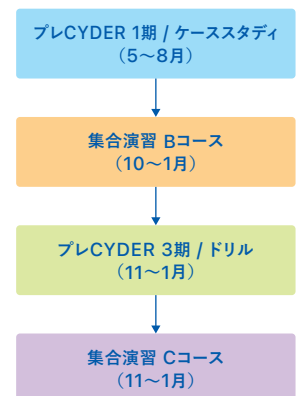 プレCYDER 1期 / ケーススタディ
（5〜8月）
集合演習 Bコース
（10〜1月）
プレCYDER 3期 / ドリル
（11〜1月）
集合演習 Cコース
（11〜1月）